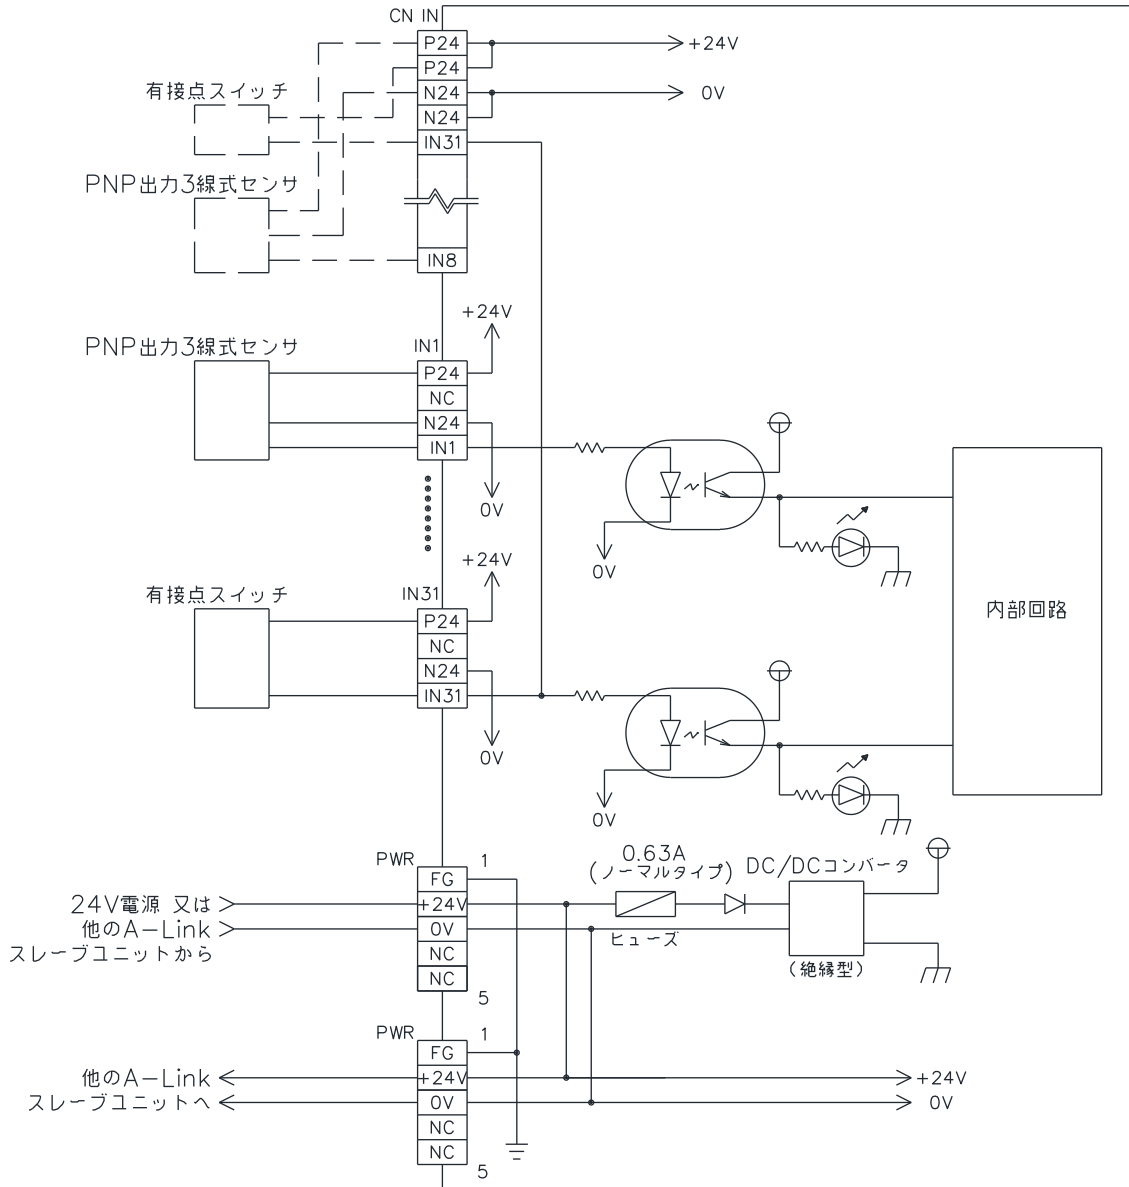 CN IN
P24
+24V
P24
有接点スイッチ
N24
0V
N24
IN31
PNP出力3線式センサ
IN8
+24V
PNP出力3線式センサ
IN1
P24
NC
N24
IN1
0V
0V
+24V
有接点スイッチ
IN31
P24
NC
N24
IN31
0V
0V
内部回路
PWR
1
0.63A
(ノーマルタイプ)
DC/DCコンバータ
FG
24V電源 又は
+24V
他のA-Link
0V
ヒューズ
スレーブユニットから
NC
(絶縁型)
NC
5
PWR
1
FG
他のA-Link
+24V
+24V
スレーブユニットへ
0V
0V
NC
NC
5